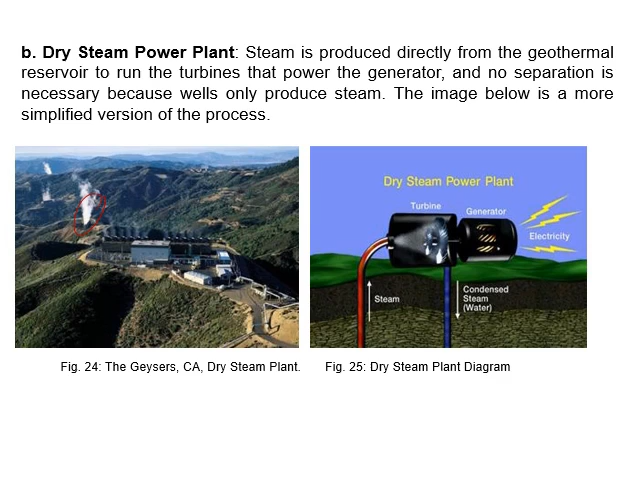 b. Dry Steam Power Plant: Steam is produced directly from the geothermal
reservoir to run the turbines that power the generator, and no separation is
necessary because wells only produce steam. The image below is a more
simplified version of the process.
Dry Steam Power Plant
Turbine
Generator
Electricity
Steam
Condensed
Steam
(Water)
Fig. 24: The Geysers, CA, Dry Steam Plant.
Fig. 25: Dry Steam Plant Diagram